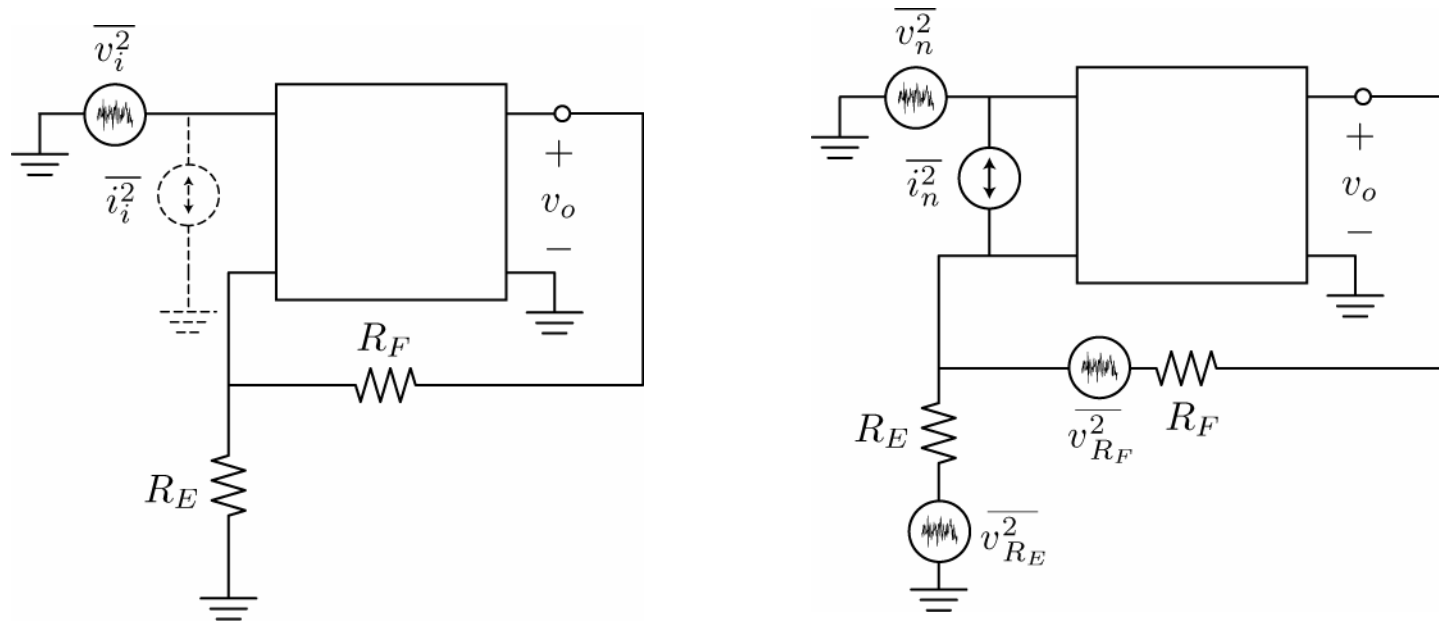 $\overline{v_i^2}$
$\overline{i_i^2}$
+
$v_o$
−
$R_F$
$R_E$
$\overline{v_n^2}$
$\overline{i_n^2}$
+
$v_o$
−
$R_E$
$\overline{v_{R_F}^2}$
$R_F$
$\overline{v_{R_E}^2}$